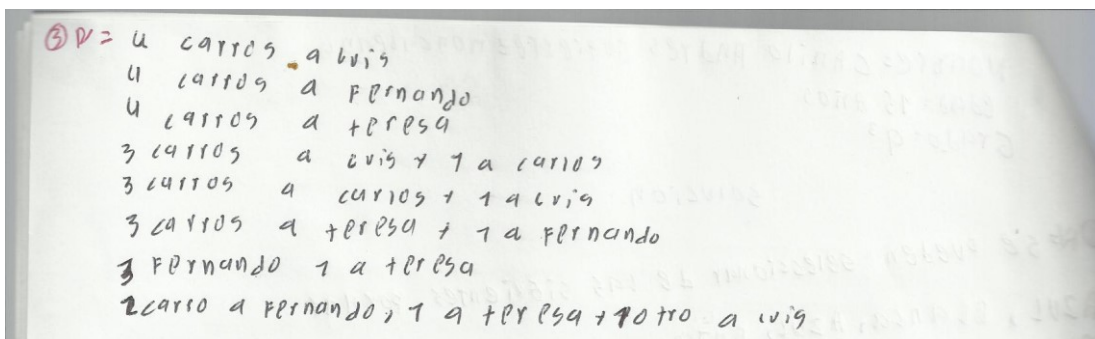 ③ R/= 4 carros a luis
4 carros a Fernando
4 carros a teresa
3 carros a luis y 1 a carlos
3 carros a carlos y 1 a luis
3 carros a teresa y 1 a Fernando
3 Fernando 1 a teresa
2 carro a Fernando, 1 a teresa y 1 otro a luis